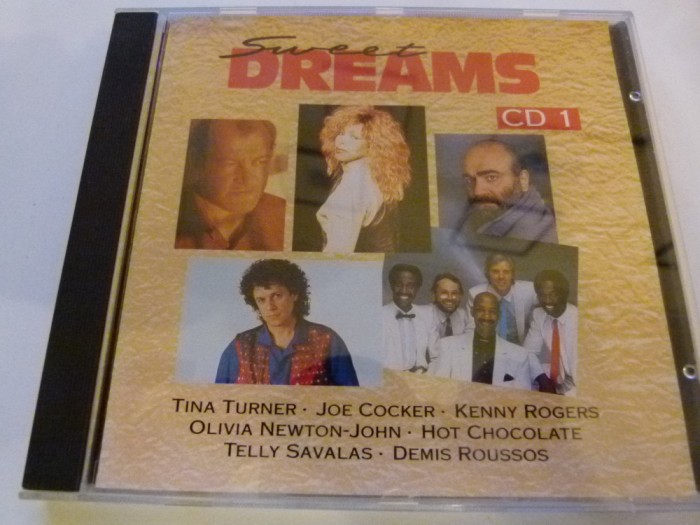 Sweet
DREAMS
CD 1
TINA TURNER · JOE COCKER · KENNY ROGERS
OLIVIA NEWTON-JOHN · HOT CHOCOLATE
TELLY SAVALAS · DEMIS ROUSSOS